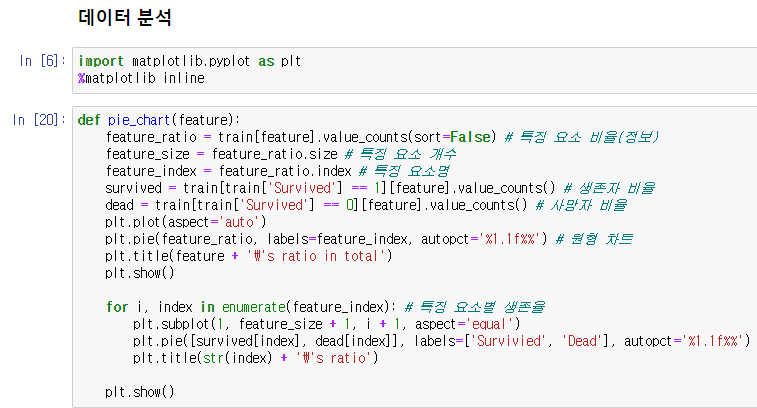 데이터 분석
In [6]: import matplotlib.pyplot as plt
%matplotlib inline
In [20]: def pie_chart(feature):
    feature_ratio = train[feature].value_counts(sort=False) # 특징 요소 비율(정보)
    feature_size = feature_ratio.size # 특징 요소 개수
    feature_index = feature_ratio.index # 특징 요소명
    survived = train[train['Survived'] == 1][feature].value_counts() # 생존자 비율
    dead = train[train['Survived'] == 0][feature].value_counts() # 사망자 비율
    plt.plot(aspect='auto')
    plt.pie(feature_ratio, labels=feature_index, autopct='%1.1f%%') # 원형 차트
    plt.title(feature + '₩'s ratio in total')
    plt.show()
    for i, index in enumerate(feature_index): # 특징 요소별 생존율
        plt.subplot(1, feature_size + 1, i + 1, aspect='equal')
        plt.pie([survived[index], dead[index]], labels=['Survivied', 'Dead'], autopct='%1.1f%%')
        plt.title(str(index) + '₩'s ratio')
    plt.show()